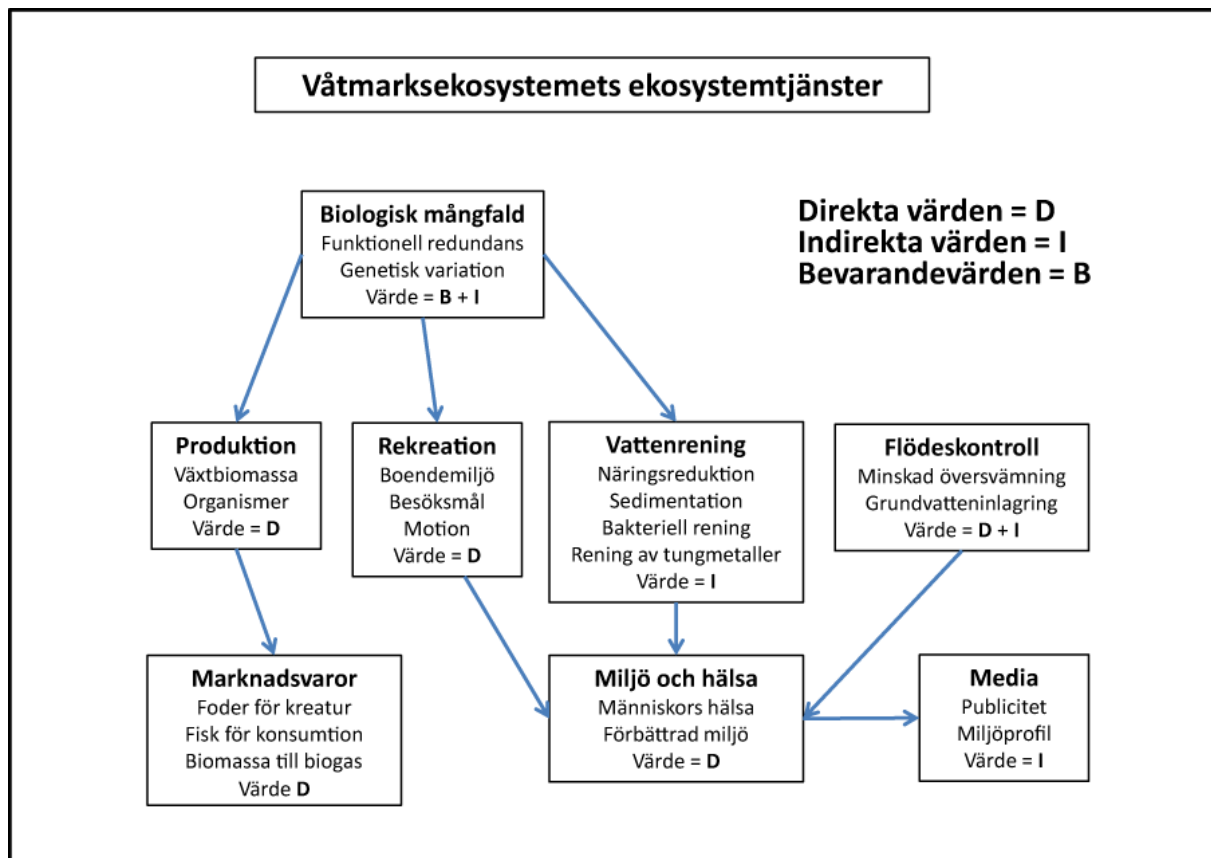 Våtmarksekosystemets ekosystemtjänster
Biologisk mångfald
Funktionell redundans
Genetisk variation
Värde = B + I
Direkta värden = D
Indirekta värden = I
Bevarandevärden = B
Produktion
Växtbiomassa
Organismer
Värde = D
Rekreation
Boendemiljö
Besöksmål
Motion
Värde = D
Vattenrening
Näringsreduktion
Sedimentation
Bakteriell rening
Rening av tungmetaller
Värde = I
Flödeskontroll
Minskad översvämning
Grundvatteninlagring
Värde = D + I
Marknadsvaror
Foder för kreatur
Fisk för konsumtion
Biomassa till biogas
Värde D
Miljö och hälsa
Människors hälsa
Förbättrad miljö
Värde = D
Media
Publicitet
Miljöprofil
Värde = I